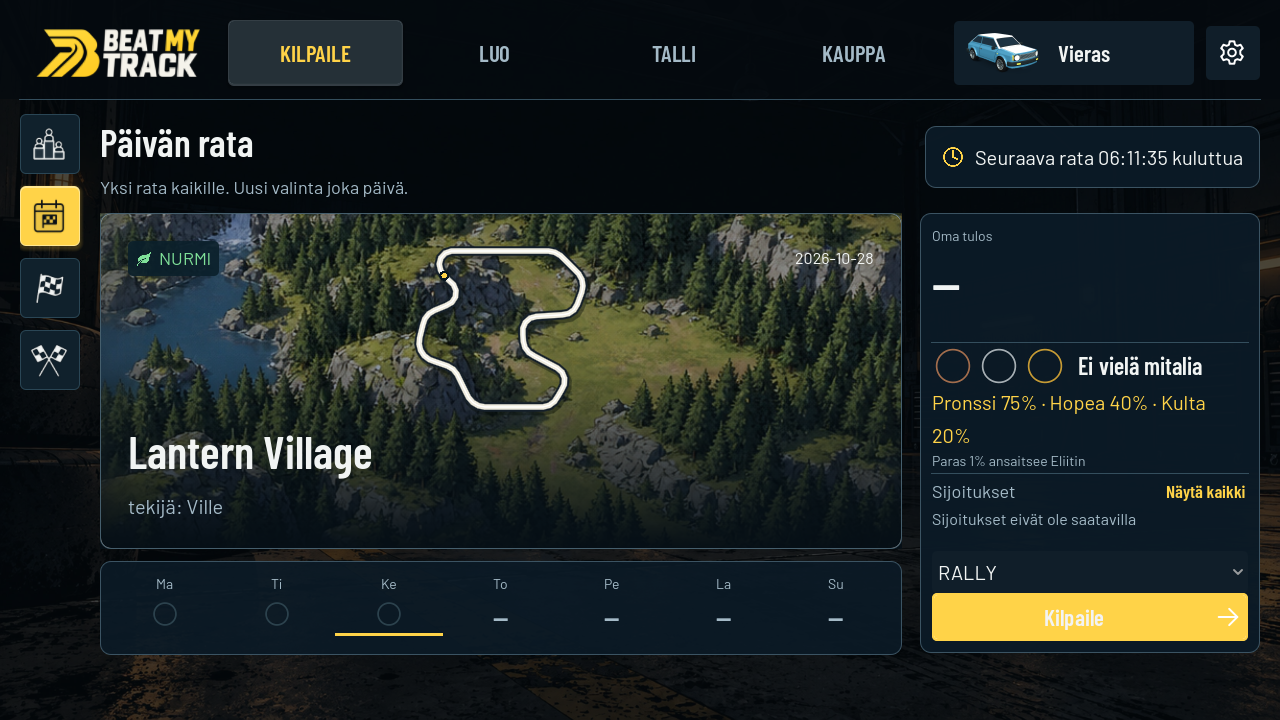 BEATMY
TRACK
KILPAILE
LUO
TALLI
KAUPPA
Vieras
Päivän rata
Yksi rata kaikille. Uusi valinta joka päivä.
Seuraava rata 06:11:35 kuluttua
NURMI
2026-10-28
Lantern Village
tekijä: Ville
Oma tulos
—
Ei vielä mitalia
Pronssi 75% · Hopea 40% · Kulta
20%
Paras 1% ansaitsee Eliitin
Sijoitukset
Näytä kaikki
Sijoitukset eivät ole saatavilla
RALLY
Kilpaile
Ma
Ti
Ke
To
Pe
La
Su
—
—
—
—